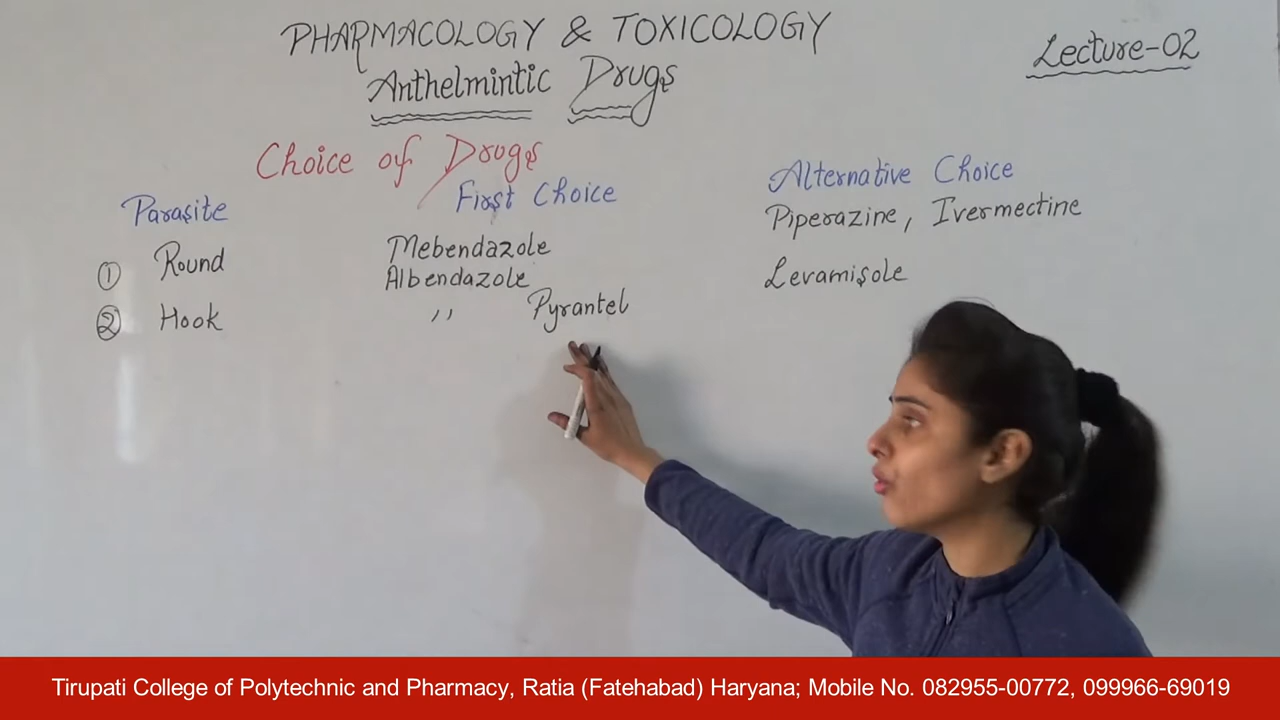 PHARMACOLOGY & TOXICOLOGY
Anthelmintic Drugs
Lecture-02
Choice of Drugs
Parasite First Choice Alternative Choice
① Round Mebendazole Piperazine, Ivermectine
Albendazole Levamisole
② Hook ,, Pyrantel
Tirupati College of Polytechnic and Pharmacy, Ratia (Fatehabad) Haryana; Mobile No. 082955-00772, 099966-69019